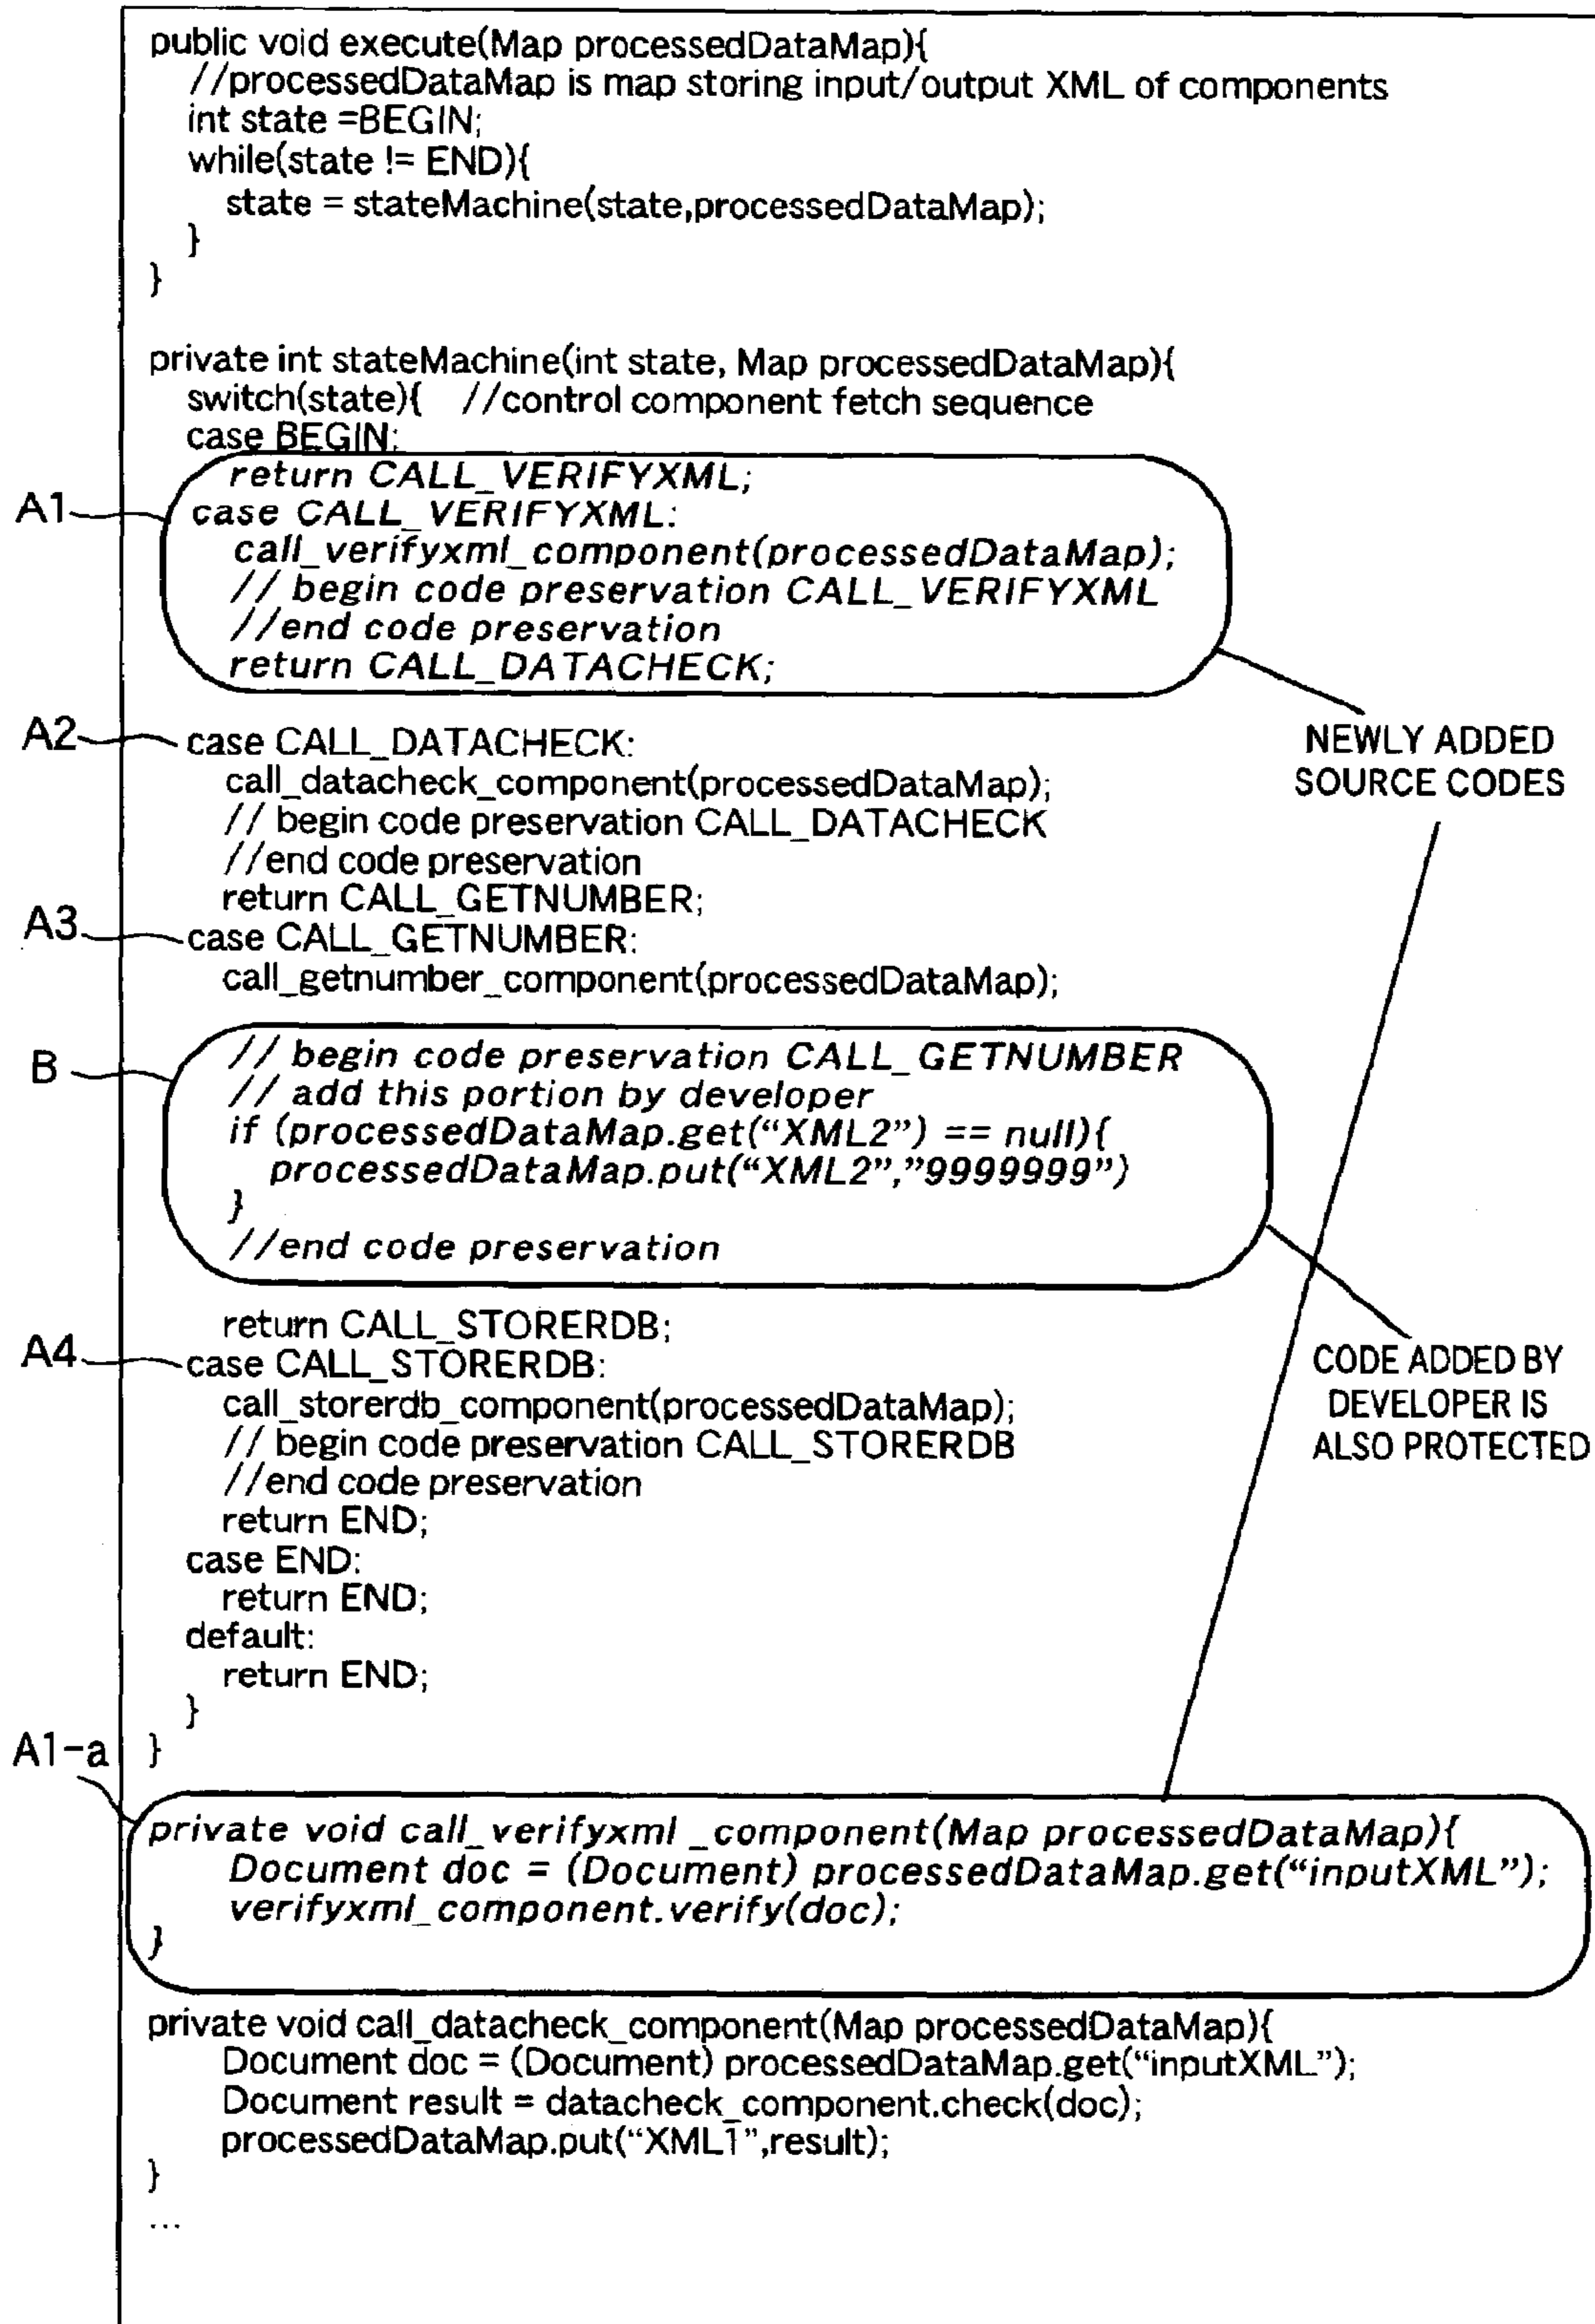 public void execute(Map processedDataMap){
//processedDataMap is map storing input/output XML of components
int state =BEGIN;
while(state != END){
state = stateMachine(state,processedDataMap);
}
}
private int stateMachine(int state, Map processedDataMap){
switch(state){ //control component fetch sequence
case BEGIN:
return CALL_VERIFYXML;
A1
case CALL_VERIFYXML:
call_verifyxml_component(processedDataMap);
// begin code preservation CALL_VERIFYXML
//end code preservation
return CALL_DATACHECK;
NEWLY ADDED
SOURCE CODES
A2
case CALL_DATACHECK:
call_datacheck_component(processedDataMap);
// begin code preservation CALL_DATACHECK
//end code preservation
return CALL_GETNUMBER;
A3
case CALL_GETNUMBER:
call_getnumber_component(processedDataMap);
B
// begin code preservation CALL_GETNUMBER
// add this portion by developer
if (processedDataMap.get(“XML2”) == null){
processedDataMap.put(“XML2”,”9999999”)
}
//end code preservation
CODE ADDED BY
DEVELOPER IS
ALSO PROTECTED
return CALL_STORERDB;
A4
case CALL_STORERDB:
call_storerdb_component(processedDataMap);
// begin code preservation CALL_STORERDB
//end code preservation
return END;
case END:
return END;
default:
return END;
}
}
A1-a
private void call_verifyxml _component(Map processedDataMap){
Document doc = (Document) processedDataMap.get(“inputXML”);
verifyxml_component.verify(doc);
}
private void call_datacheck_component(Map processedDataMap){
Document doc = (Document) processedDataMap.get(“inputXML”);
Document result = datacheck_component.check(doc);
processedDataMap.put(“XML1”,result);
}
...